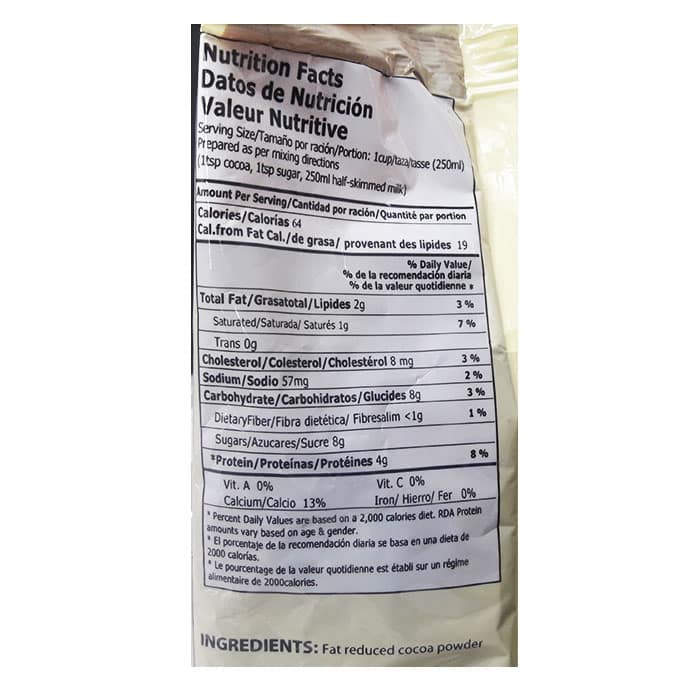 Nutrition Facts
Datos de Nutrición
Valeur Nutritive
Serving Size/Tamaño por radión/Portion: 1cup/taza/tasse (250ml)
Prepared as per mixing directions
(1tsp cocoa, 1tsp sugar, 250ml half-skimmed milk)
Amount Per Serving/Cantidad por ración/Quantité par portion
Calories/Calorías 64
Cal.from Fat Cal./de grasa/ provenant des lipides 19
% Daily Value/
% de la recomendación diaria
% de la valeur quotidienne *
Total Fat/Grasatotal/Lipides 2g 3 %
Saturated/Saturada/ Saturés 1g 7 %
Trans 0g
Cholesterol/Colesterol/Cholestérol 8 mg 3 %
Sodium/Sodio 57mg 2 %
Carbohydrate/Carbohidratos/Glucides 8g 3 %
DietaryFiber/Fibra dietética/ Fibresalim <1g 1 %
Sugars/Azucares/Sucre 8g
*Protein/Proteínas/Protéines 4g 8 %
Vit. A 0% Vit. C 0%
Calcium/Calcio 13% Iron/ Hierro/ Fer 0%
* Percent Daily Values are based on a 2,000 calories diet. RDA Protein
amounts vary based on age & gender.
* El porcentaje de la recomendación diaria se basa en una dieta de
2000 calorías.
* Le pourcentage de la valeur quotidienne est établi sur un régime
alimentaire de 2000calories.
INGREDIENTS: Fat reduced cocoa powder